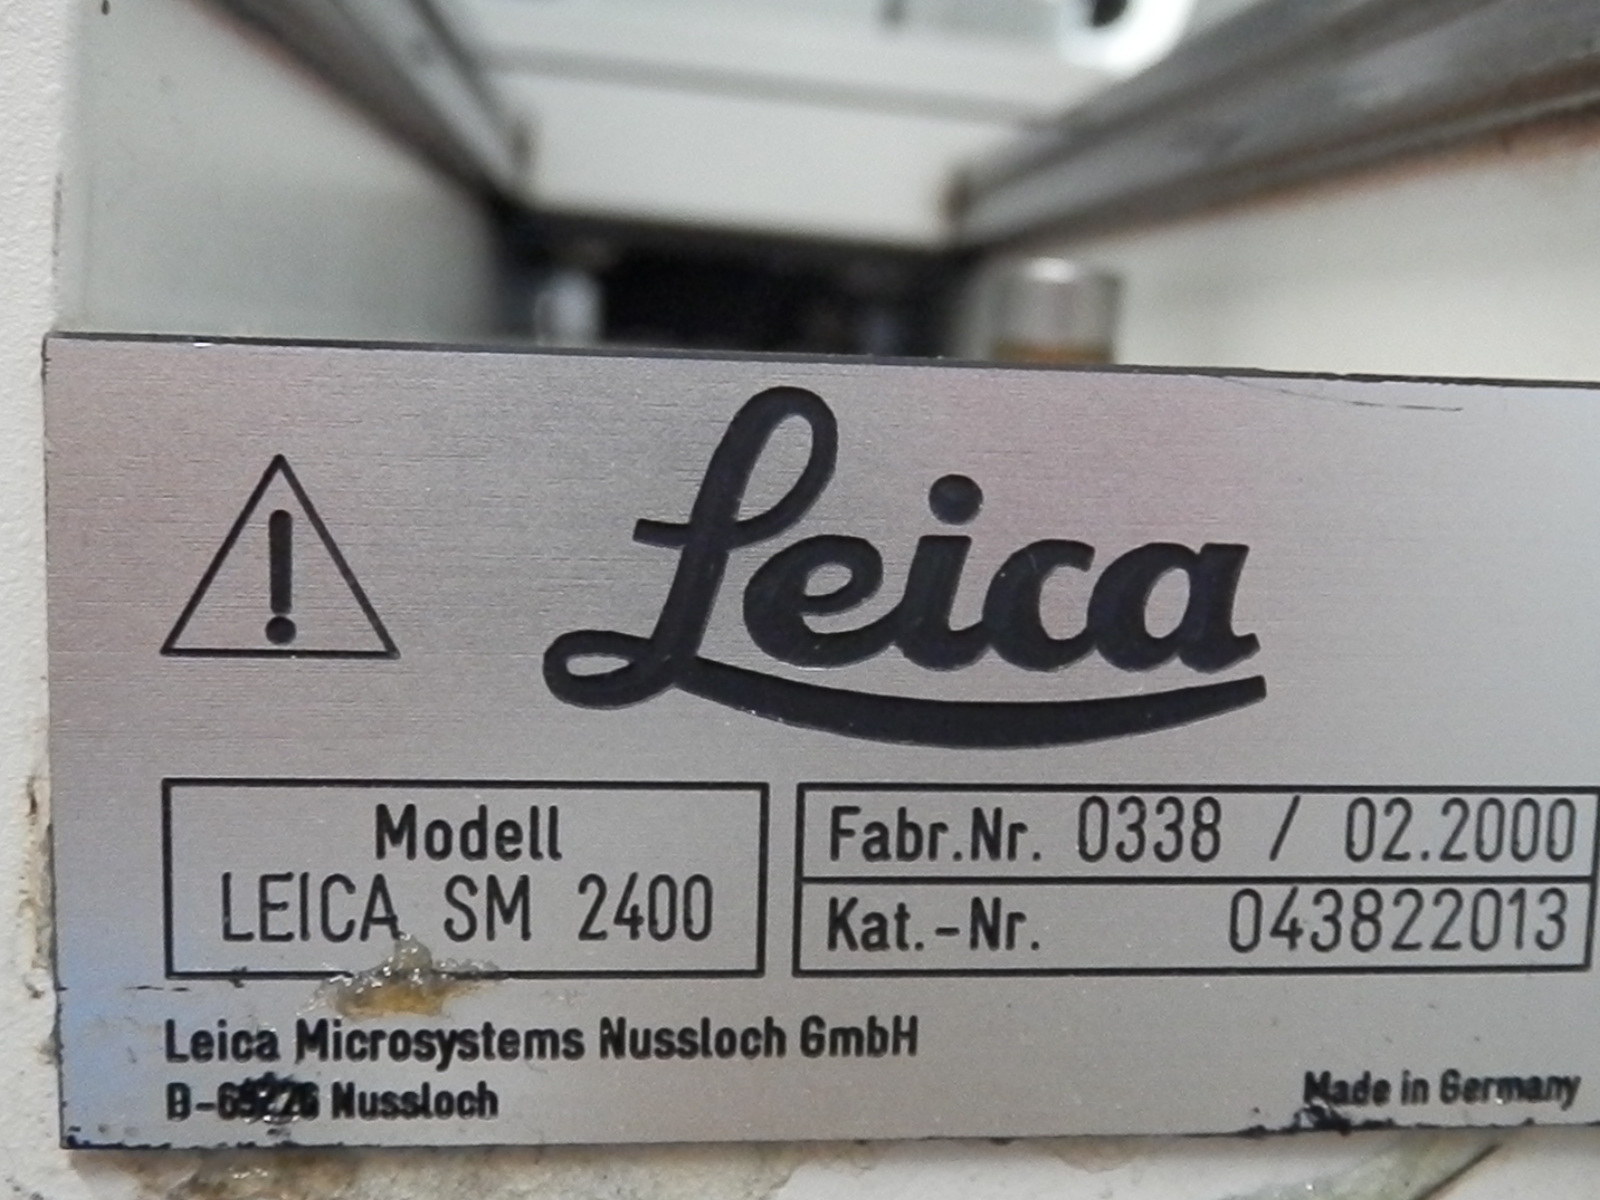 Leica
Modell
LEICA SM 2400
Fabr.Nr. 0338 / 02.2000
Kat.-Nr. 043822013
Leica Microsystems Nussloch GmbH
D-69226 Nussloch
Made in Germany